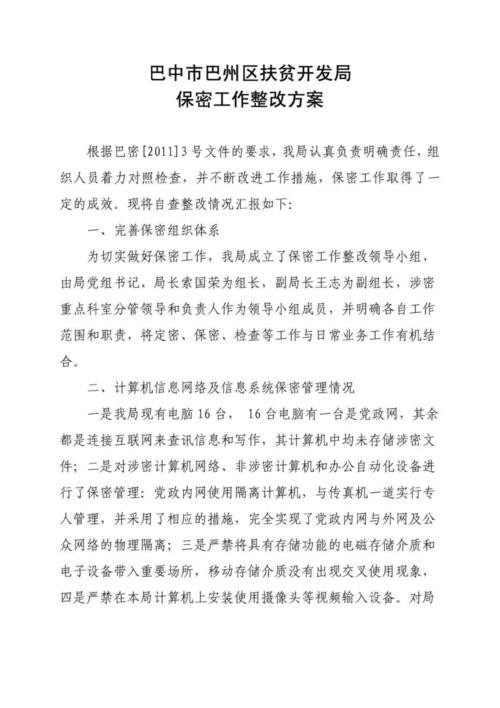 巴中市巴州区扶贫开发局
保密工作整改方案
根据巴密[2011]3号文件的要求，我局认真负责明确责任，组
织人员着力对照检查，并不断改进工作措施，保密工作取得了一
定的成效。现将自查整改情况汇报如下：
一、完善保密组织体系
为切实做好保密工作，我局成立了保密工作整改领导小组，
由局党组书记、局长索国荣为组长，副局长王志为副组长，涉密
重点科室分管领导和负责人作为领导小组成员，并明确各自工作
范围和职责，将定密、保密、检查等工作与日常业务工作有机结
合。
二、计算机信息网络及信息系统保密管理情况
一是我局现有电脑16台， 16台电脑有一台是党政网，其余
都是连接互联网来查讯信息和写作，其计算机中均未存储涉密文
件；二是对涉密计算机网络、非涉密计算机和办公自动化设备进
行了保密管理：党政内网使用隔离计算机，与传真机一道实行专
人管理，并采用了相应的措施，完全实现了党政内网与外网及公
众网络的物理隔离；三是严禁将具有存储功能的电磁存储介质和
电子设备带入重要场所，移动存储介质没有出现交叉使用现象，
四是严禁在本局计算机上安装使用摄像头等视频输入设备。对局